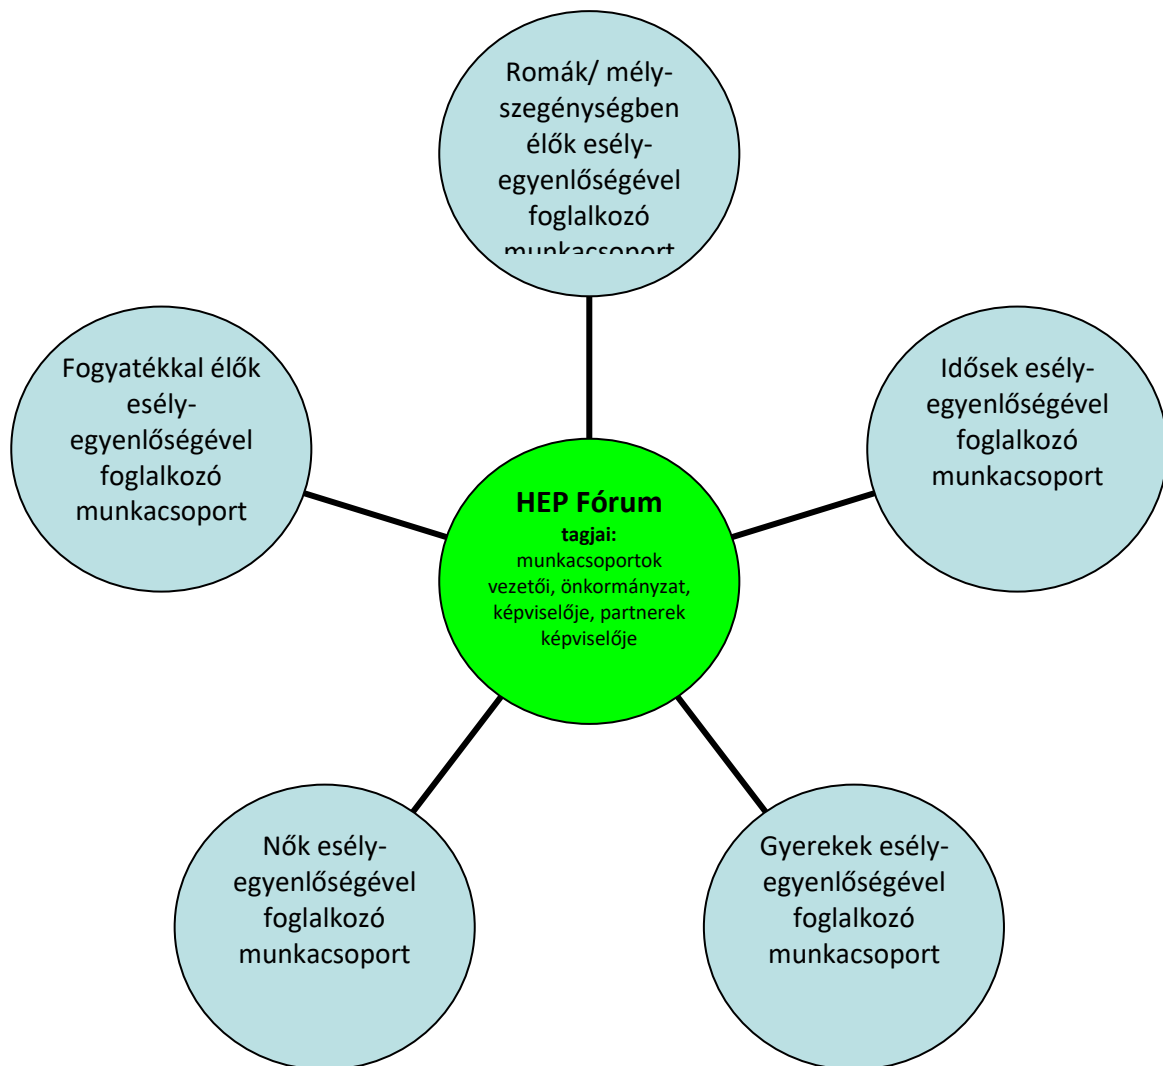 Romák/ mély-
szegénységben
élők esély-
egyenlőségével
foglalkozó
munkacsoport
Fogyatékkal élők
esély-
egyenlőségével
foglalkozó
munkacsoport
Idősek esély-
egyenlőségével
foglalkozó
munkacsoport
HEP Fórum
tagjai:
munkacsoportok
vezetői, önkormányzat,
képviselője, partnerek
képviselője
Nők esély-
egyenlőségével
foglalkozó
munkacsoport
Gyerekek esély-
egyenlőségével
foglalkozó
munkacsoport